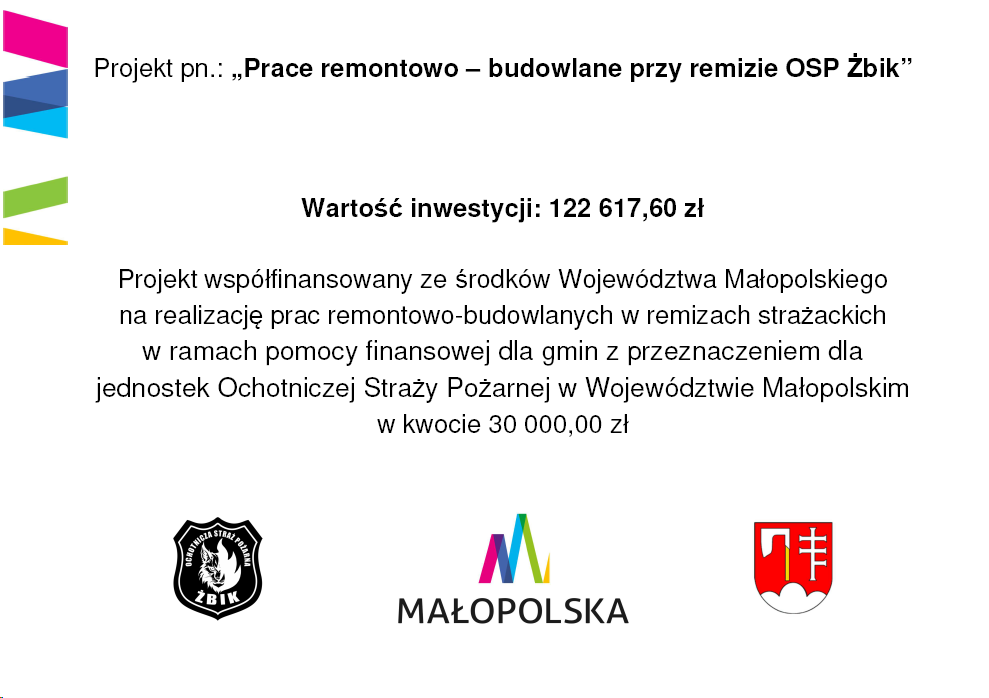 Projekt pn.: „Prace remontowo – budowlane przy remizie OSP Żbik”
Wartość inwestycji: 122 617,60 zł
Projekt współfinansowany ze środków Województwa Małopolskiego
na realizację prac remontowo-budowlanych w remizach strażackich
w ramach pomocy finansowej dla gmin z przeznaczeniem dla
jednostek Ochotniczej Straży Pożarnej w Województwie Małopolskim
w kwocie 30 000,00 zł
OCHOTNICZA STRAŻ POŻARNA
ŻBIK
MAŁOPOLSKA